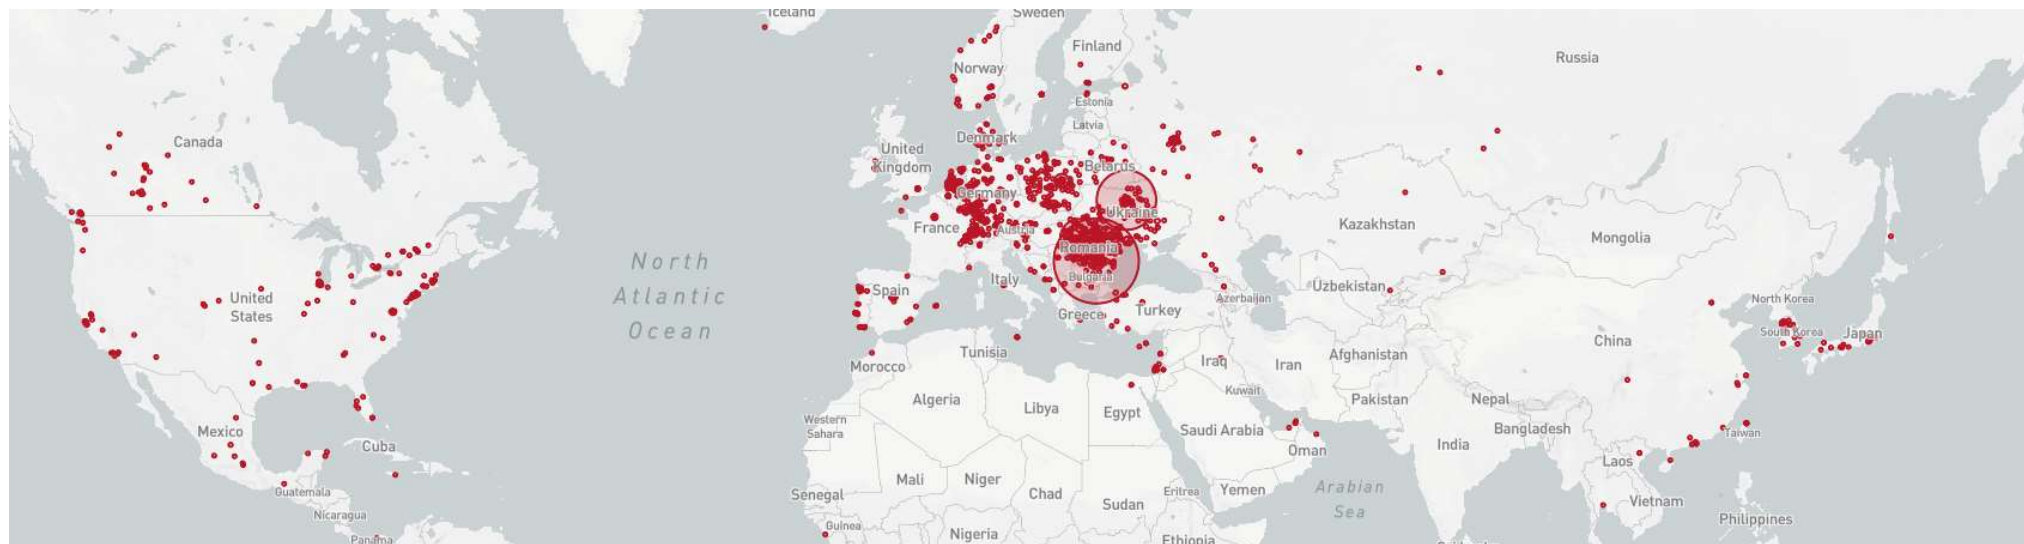 Iceland
Sweden
Finland
Russia
Norway
Estonia
Latvia
Canada
Denmark
United
Kingdom
Belarus
Germany
Ukraine
Kazakhstan
France
Austria
Mongolia
Romania
North
Atlantic
Ocean
Italy
Bulgaria
Spain
Uzbekistan
United
States
Azerbaijan
North Korea
Greece
Turkey
South Korea
Japan
China
Tunisia
Afghanistan
Morocco
Iraq
Iran
Kuwait
Pakistan
Nepal
Algeria
Libya
Egypt
Western
Sahara
Mexico
Saudi Arabia
Bangladesh
Taiwan
Cuba
India
Oman
Laos
Mali
Niger
Chad
Guatemala
Senegal
Eritrea
Yemen
Arabian
Sea
Sudan
Vietnam
Nicaragua
Guinea
Philippines
Nigeria
Panama
Ethiopia